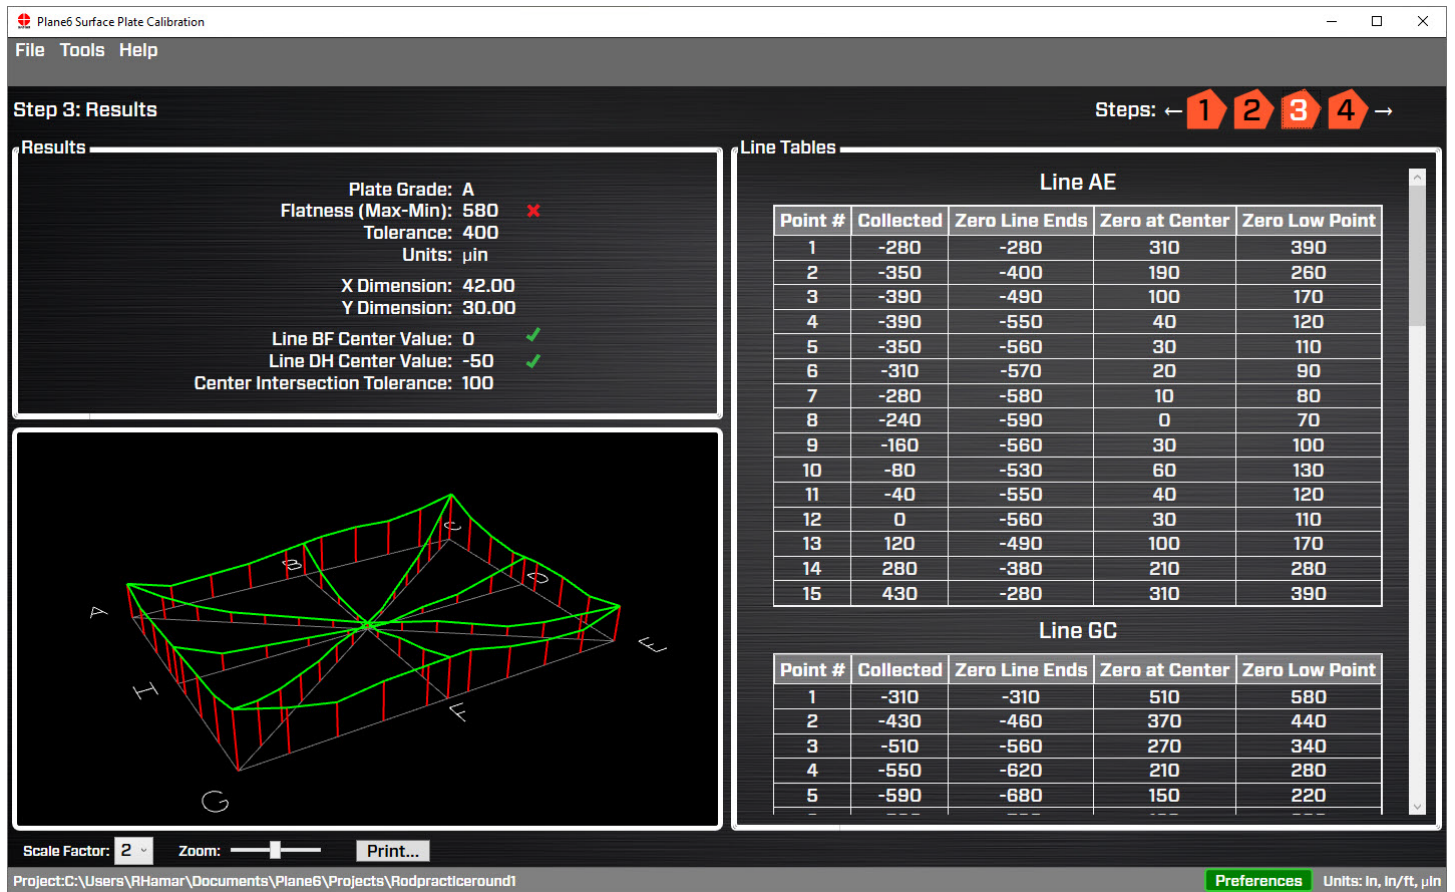 Plane6 Surface Plate Calibration
File Tools Help
Step 3: Results
Steps: ← 1 2 3 4 →
Results
Plate Grade: A
Flatness (Max-Min): 580
Tolerance: 400
Units: µin
X Dimension: 42.00
Y Dimension: 30.00
Line BF Center Value: 0
Line DH Center Value: -50
Center Intersection Tolerance: 100
A
B
C
D
E
F
G
H
Scale Factor: 2
Zoom:
Print...
Line Tables
Line AE
Point # Collected Zero Line Ends Zero at Center Zero Low Point
1 -280 -280 310 390
2 -350 -400 190 260
3 -390 -490 100 170
4 -390 -550 40 120
5 -350 -560 30 110
6 -310 -570 20 90
7 -280 -580 10 80
8 -240 -590 0 70
9 -160 -560 30 100
10 -80 -530 60 130
11 -40 -550 40 120
12 0 -560 30 110
13 120 -490 100 170
14 280 -380 210 280
15 430 -280 310 390
Line GC
Point # Collected Zero Line Ends Zero at Center Zero Low Point
1 -310 -310 510 580
2 -430 -460 370 440
3 -510 -560 270 340
4 -550 -620 210 280
5 -590 -680 150 220
Project:C:\Users\RHamar\Documents\Plane6\Projects\Rodpracticeround1
Preferences
Units: in, in/ft, µin